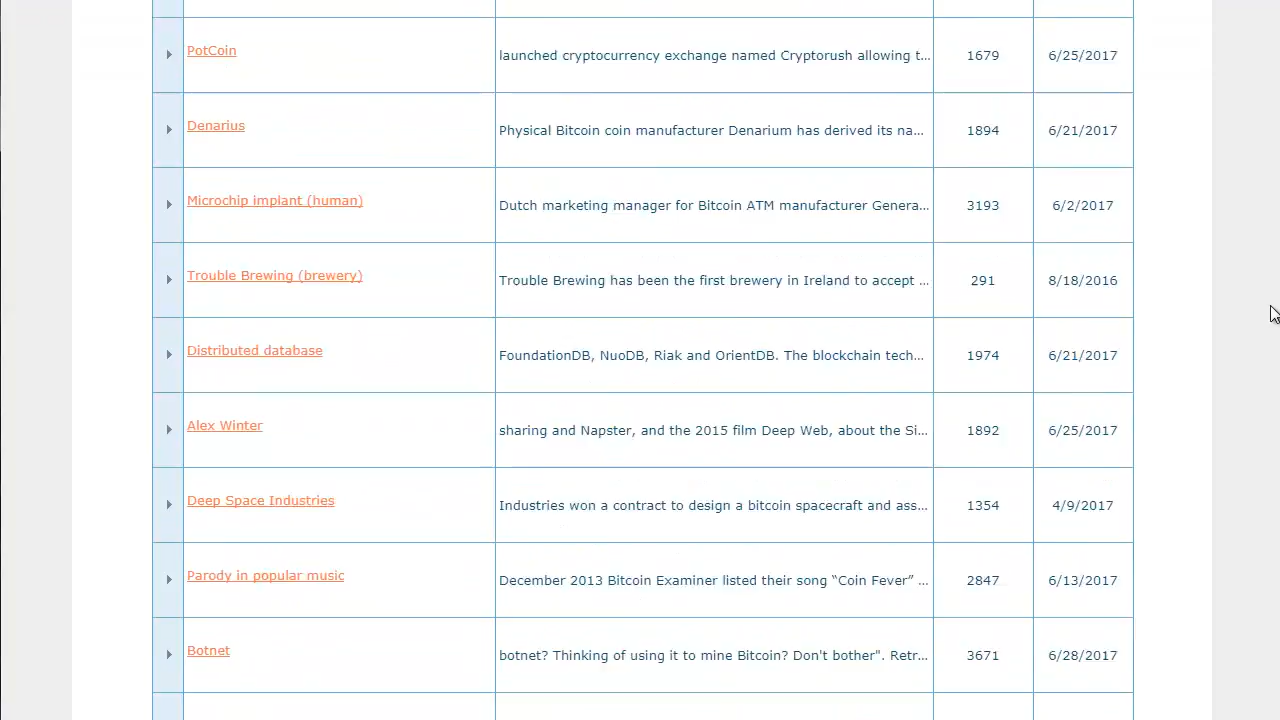 PotCoin launched cryptocurrency exchange named Cryptorush allowing t... 1679 6/25/2017
Denarius Physical Bitcoin coin manufacturer Denarium has derived its na... 1894 6/21/2017
Microchip implant (human) Dutch marketing manager for Bitcoin ATM manufacturer Genera... 3193 6/2/2017
Trouble Brewing (brewery) Trouble Brewing has been the first brewery in Ireland to accept ... 291 8/18/2016
Distributed database FoundationDB, NuoDB, Riak and OrientDB. The blockchain tech... 1974 6/21/2017
Alex Winter sharing and Napster, and the 2015 film Deep Web, about the Si... 1892 6/25/2017
Deep Space Industries Industries won a contract to design a bitcoin spacecraft and ass... 1354 4/9/2017
Parody in popular music December 2013 Bitcoin Examiner listed their song “Coin Fever” ... 2847 6/13/2017
Botnet botnet? Thinking of using it to mine Bitcoin? Don't bother". Retr... 3671 6/28/2017